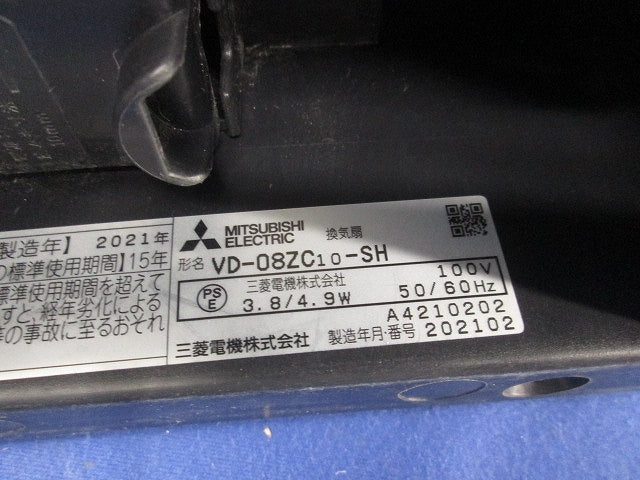 製造年】2021年
の標準使用期間】15年
標準使用期間を超えて
すと、経年劣化による
の事故に至るおそれ
MITSUBISHI
ELECTRIC
換気扇
形名 VD-08ZC10-SH
PS
E
三菱電機株式会社
100V
3.8/4.9W
50/60Hz
A4210202
三菱電機株式会社
製造年月・番号 202102